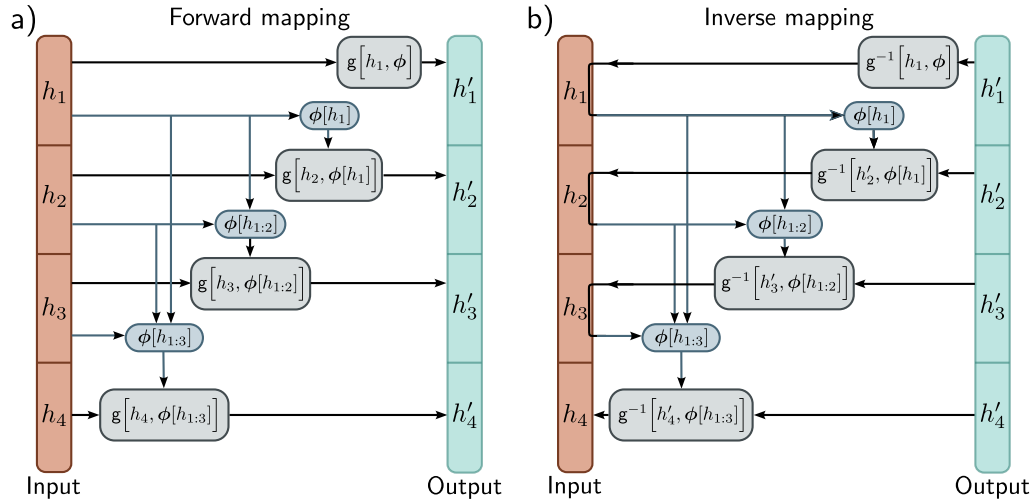 a)
Forward mapping
h₁
g[h₁, ϕ]
h′₁
ϕ[h₁]
h₂
g[h₂, ϕ[h₁]]
h′₂
ϕ[h₁:₂]
h₃
g[h₃, ϕ[h₁:₂]]
h′₃
ϕ[h₁:₃]
h₄
g[h₄, ϕ[h₁:₃]]
h′₄
Input
Output
b)
Inverse mapping
h₁
g⁻¹[h₁, ϕ]
h′₁
ϕ[h₁]
h₂
g⁻¹[h′₂, ϕ[h₁]]
h′₂
ϕ[h₁:₂]
h₃
g⁻¹[h′₃, ϕ[h₁:₂]]
h′₃
ϕ[h₁:₃]
h₄
g⁻¹[h′₄, ϕ[h₁:₃]]
h′₄
Input
Output